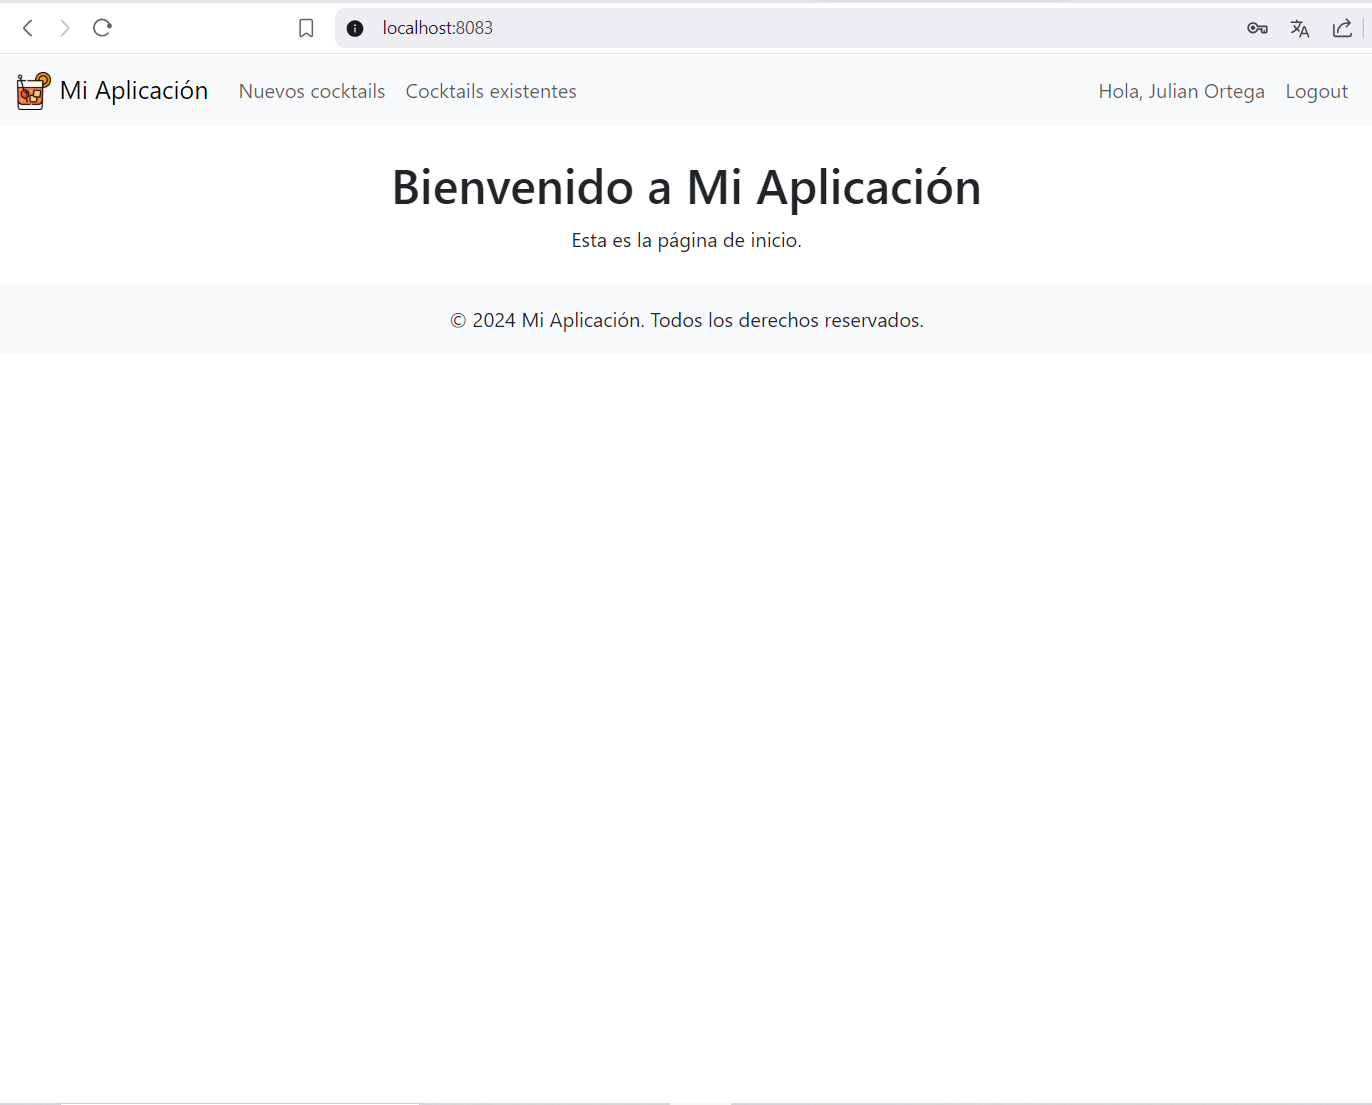 localhost:8083
Mi Aplicación Nuevos cocktails Cocktails existentes Hola, Julian Ortega Logout
Bienvenido a Mi Aplicación
Esta es la página de inicio.
© 2024 Mi Aplicación. Todos los derechos reservados.